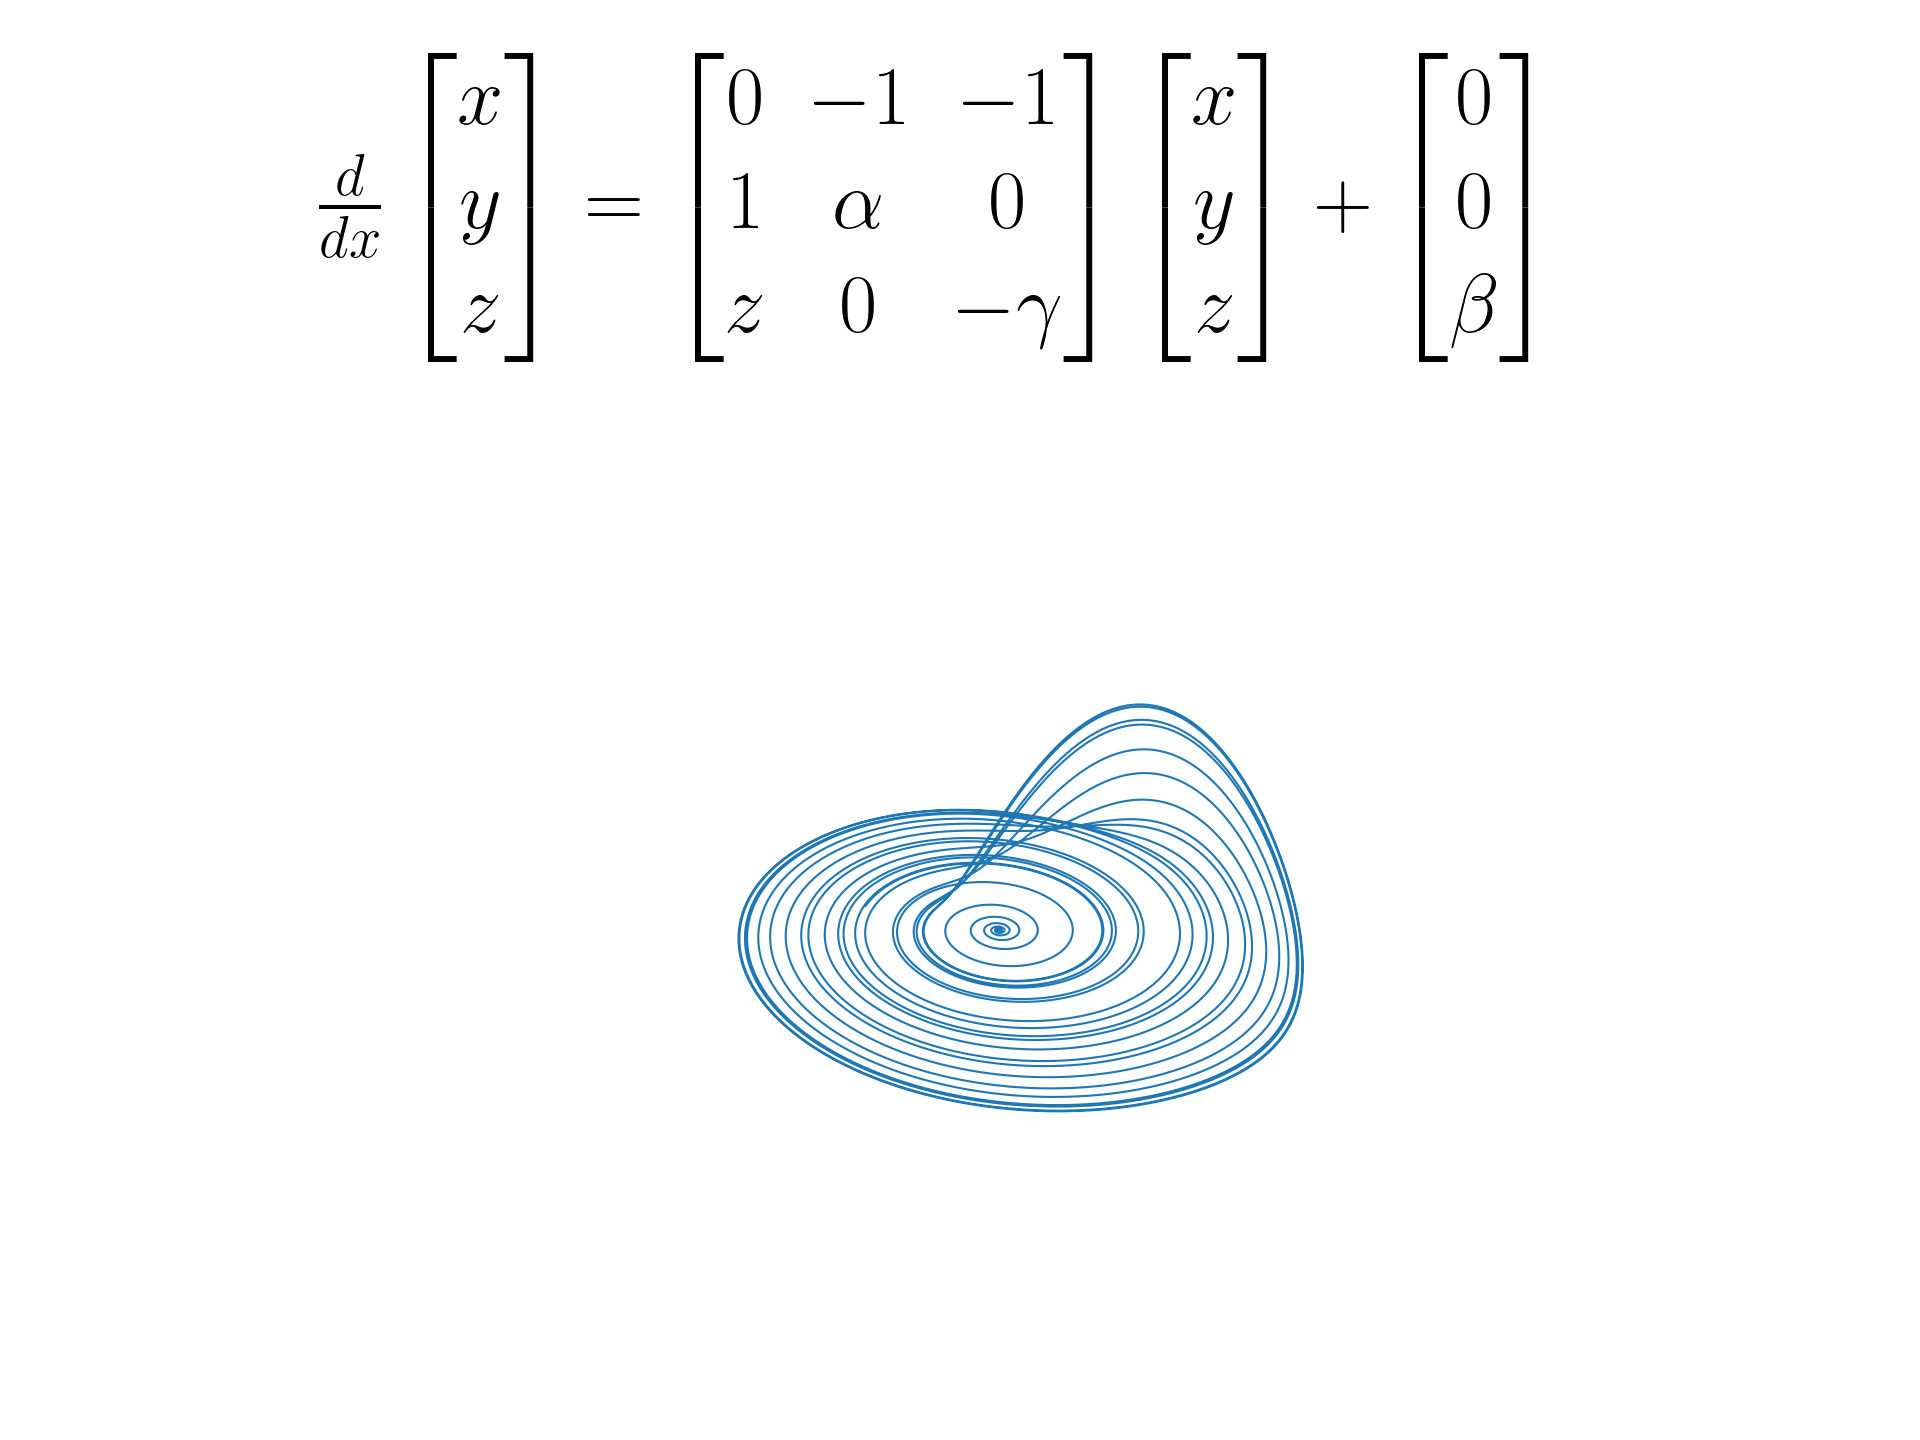 \frac{d}{dx} \begin{bmatrix} x \\ y \\ z \end{bmatrix} = \begin{bmatrix} 0 & -1 & -1 \\ 1 & \alpha & 0 \\ z & 0 & -\gamma \end{bmatrix} \begin{bmatrix} x \\ y \\ z \end{bmatrix} + \begin{bmatrix} 0 \\ 0 \\ \beta \end{bmatrix}